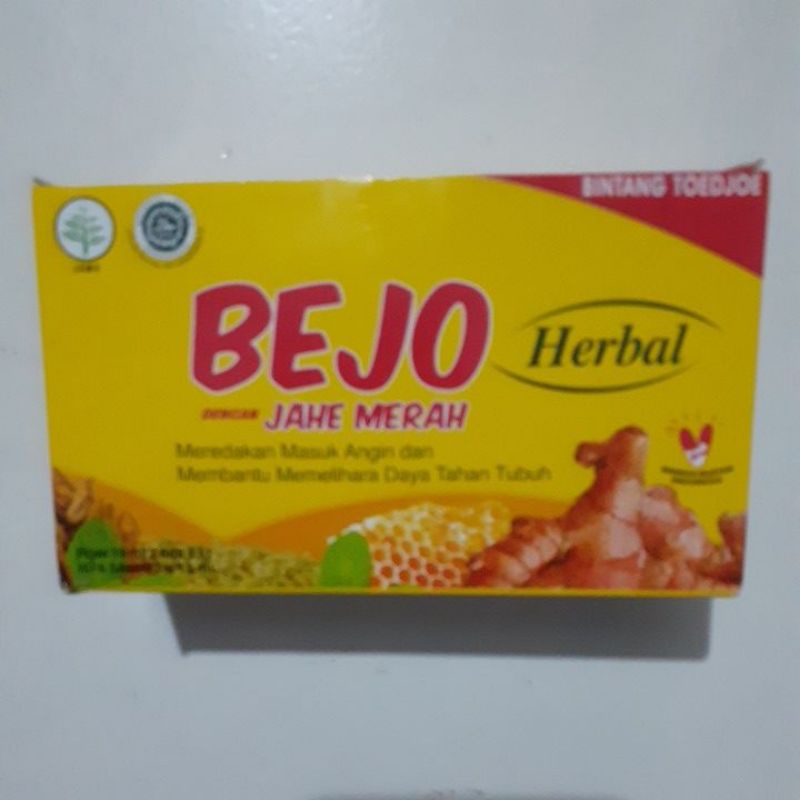 BINTANG TOEDJOE
BEJO
Herbal
DENGAN JAHE MERAH
Meredakan Masuk Angin dan
Membantu Memelihara Daya Tahan Tubuh